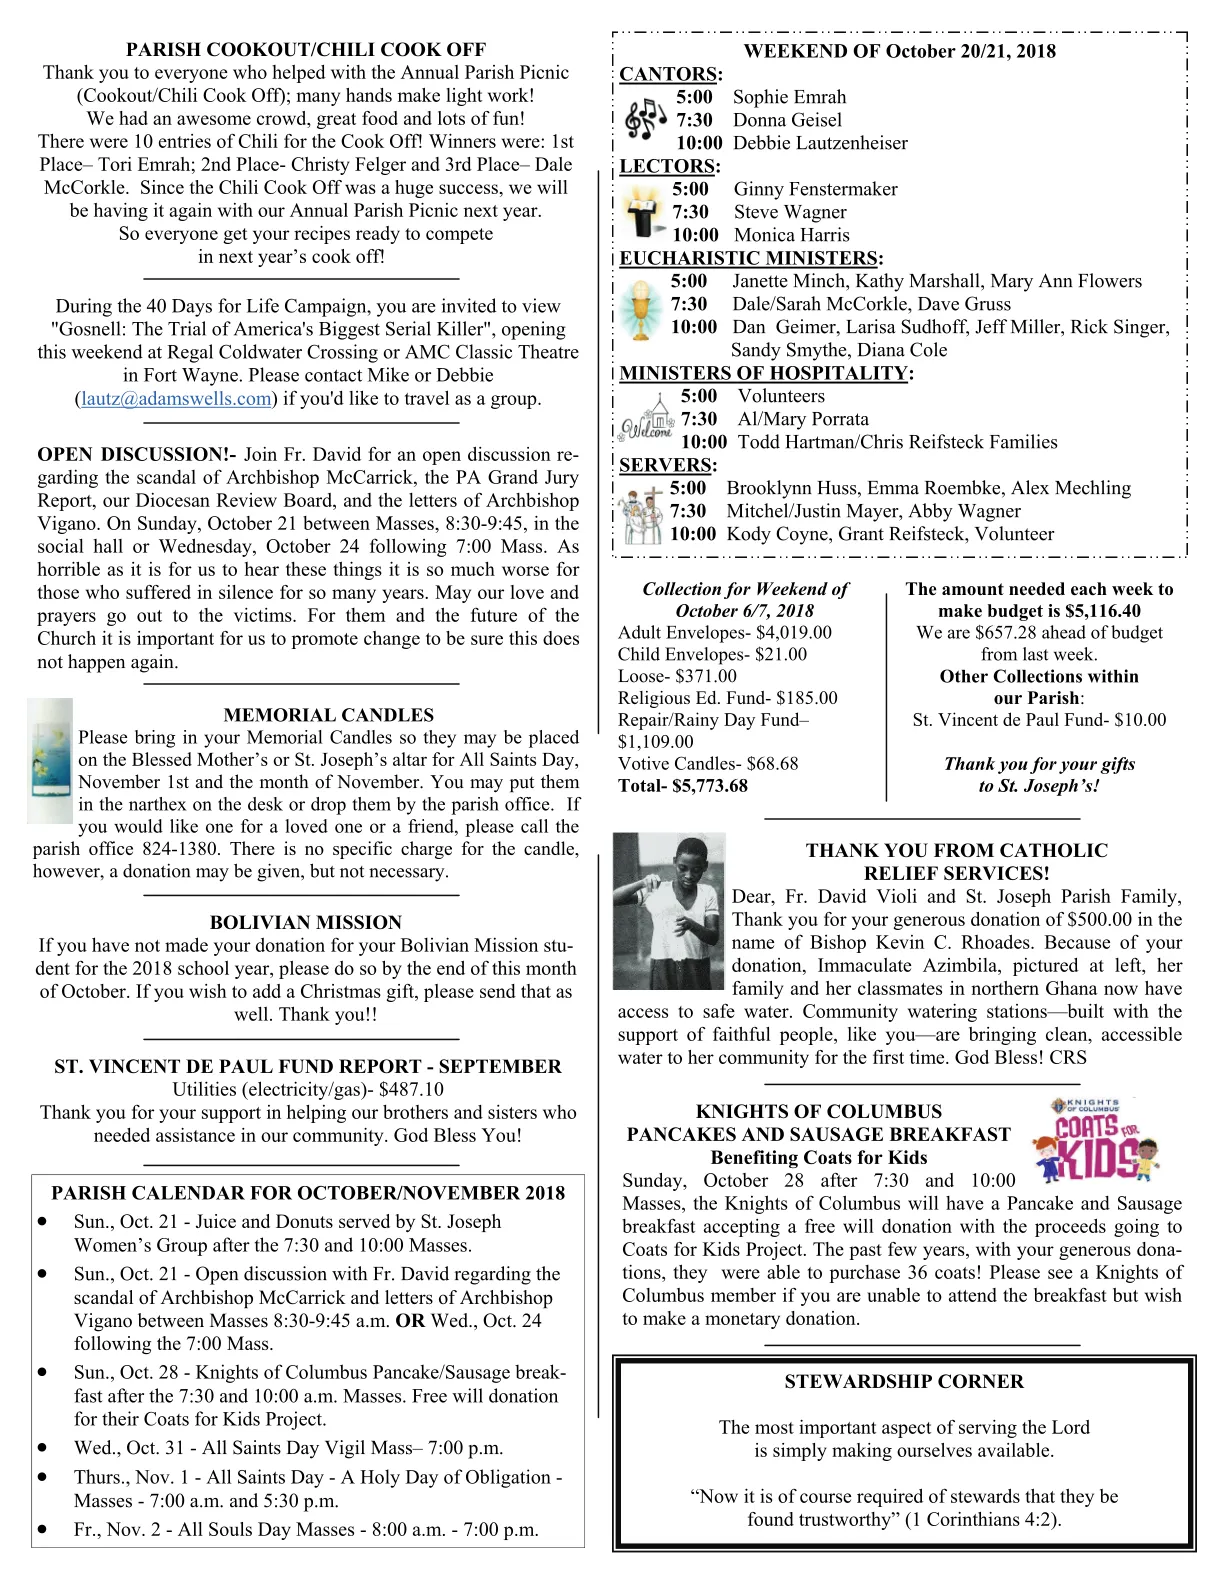 PARISH COOKOUT/CHILI COOK OFF
Thank you to everyone who helped with the Annual Parish Picnic
(Cookout/Chili Cook Off); many hands make light work!
We had an awesome crowd, great food and lots of fun!
There were 10 entries of Chili for the Cook Off! Winners were: 1st
Place– Tori Emrah; 2nd Place- Christy Felger and 3rd Place– Dale
McCorkle.  Since the Chili Cook Off was a huge success, we will
be having it again with our Annual Parish Picnic next year.
So everyone get your recipes ready to compete
in next year’s cook off!
During the 40 Days for Life Campaign, you are invited to view
"Gosnell: The Trial of America's Biggest Serial Killer", opening
this weekend at Regal Coldwater Crossing or AMC Classic Theatre
in Fort Wayne. Please contact Mike or Debbie
(lautz@adamswells.com) if you'd like to travel as a group.
OPEN DISCUSSION!- Join Fr. David for an open discussion re-
garding the scandal of Archbishop McCarrick, the PA Grand Jury
Report, our Diocesan Review Board, and the letters of Archbishop
Vigano. On Sunday, October 21 between Masses, 8:30-9:45, in the
social hall or Wednesday, October 24 following 7:00 Mass. As
horrible as it is for us to hear these things it is so much worse for
those who suffered in silence for so many years. May our love and
prayers go out to the victims. For them and the future of the
Church it is important for us to promote change to be sure this does
not happen again.
MEMORIAL CANDLES
Please bring in your Memorial Candles so they may be placed
on the Blessed Mother’s or St. Joseph’s altar for All Saints Day,
November 1st and the month of November. You may put them
in the narthex on the desk or drop them by the parish office.  If
you would like one for a loved one or a friend, please call the
parish office 824-1380. There is no specific charge for the candle,
however, a donation may be given, but not necessary.
BOLIVIAN MISSION
If you have not made your donation for your Bolivian Mission stu-
dent for the 2018 school year, please do so by the end of this month
of October. If you wish to add a Christmas gift, please send that as
well. Thank you!!
ST. VINCENT DE PAUL FUND REPORT - SEPTEMBER
Utilities (electricity/gas)- $487.10
Thank you for your support in helping our brothers and sisters who
needed assistance in our community. God Bless You!
PARISH CALENDAR FOR OCTOBER/NOVEMBER 2018
• Sun., Oct. 21 - Juice and Donuts served by St. Joseph
Women’s Group after the 7:30 and 10:00 Masses.
• Sun., Oct. 21 - Open discussion with Fr. David regarding the
scandal of Archbishop McCarrick and letters of Archbishop
Vigano between Masses 8:30-9:45 a.m. OR Wed., Oct. 24
following the 7:00 Mass.
• Sun., Oct. 28 - Knights of Columbus Pancake/Sausage break-
fast after the 7:30 and 10:00 a.m. Masses. Free will donation
for their Coats for Kids Project.
• Wed., Oct. 31 - All Saints Day Vigil Mass– 7:00 p.m.
• Thurs., Nov. 1 - All Saints Day - A Holy Day of Obligation -
Masses - 7:00 a.m. and 5:30 p.m.
• Fr., Nov. 2 - All Souls Day Masses - 8:00 a.m. - 7:00 p.m.
WEEKEND OF October 20/21, 2018
CANTORS:
5:00 Sophie Emrah
7:30 Donna Geisel
10:00 Debbie Lautzenheiser
LECTORS:
5:00 Ginny Fenstermaker
7:30 Steve Wagner
10:00 Monica Harris
EUCHARISTIC MINISTERS:
5:00 Janette Minch, Kathy Marshall, Mary Ann Flowers
7:30 Dale/Sarah McCorkle, Dave Gruss
10:00 Dan  Geimer, Larisa Sudhoff, Jeff Miller, Rick Singer,
Sandy Smythe, Diana Cole
MINISTERS OF HOSPITALITY:
5:00 Volunteers
Welcome
7:30 Al/Mary Porrata
10:00 Todd Hartman/Chris Reifsteck Families
SERVERS:
5:00 Brooklynn Huss, Emma Roembke, Alex Mechling
7:30 Mitchel/Justin Mayer, Abby Wagner
10:00 Kody Coyne, Grant Reifsteck, Volunteer
Collection for Weekend of
October 6/7, 2018
Adult Envelopes- $4,019.00
Child Envelopes- $21.00
Loose- $371.00
Religious Ed. Fund- $185.00
Repair/Rainy Day Fund–
$1,109.00
Votive Candles- $68.68
Total- $5,773.68
The amount needed each week to
make budget is $5,116.40
We are $657.28 ahead of budget
from last week.
Other Collections within
our Parish:
St. Vincent de Paul Fund- $10.00
Thank you for your gifts
to St. Joseph’s!
THANK YOU FROM CATHOLIC
RELIEF SERVICES!
Dear, Fr. David Violi and St. Joseph Parish Family,
Thank you for your generous donation of $500.00 in the
name of Bishop Kevin C. Rhoades. Because of your
donation, Immaculate Azimbila, pictured at left, her
family and her classmates in northern Ghana now have
access to safe water. Community watering stations—built with the
support of faithful people, like you—are bringing clean, accessible
water to her community for the first time. God Bless! CRS
KNIGHTS OF COLUMBUS
PANCAKES AND SAUSAGE BREAKFAST
Benefiting Coats for Kids
KNIGHTS
OF COLUMBUS
COATS FOR
KIDS
Sunday, October 28 after 7:30 and 10:00
Masses, the Knights of Columbus will have a Pancake and Sausage
breakfast accepting a free will donation with the proceeds going to
Coats for Kids Project. The past few years, with your generous dona-
tions, they  were able to purchase 36 coats! Please see a Knights of
Columbus member if you are unable to attend the breakfast but wish
to make a monetary donation.
STEWARDSHIP CORNER
The most important aspect of serving the Lord
is simply making ourselves available.
“Now it is of course required of stewards that they be
found trustworthy” (1 Corinthians 4:2).